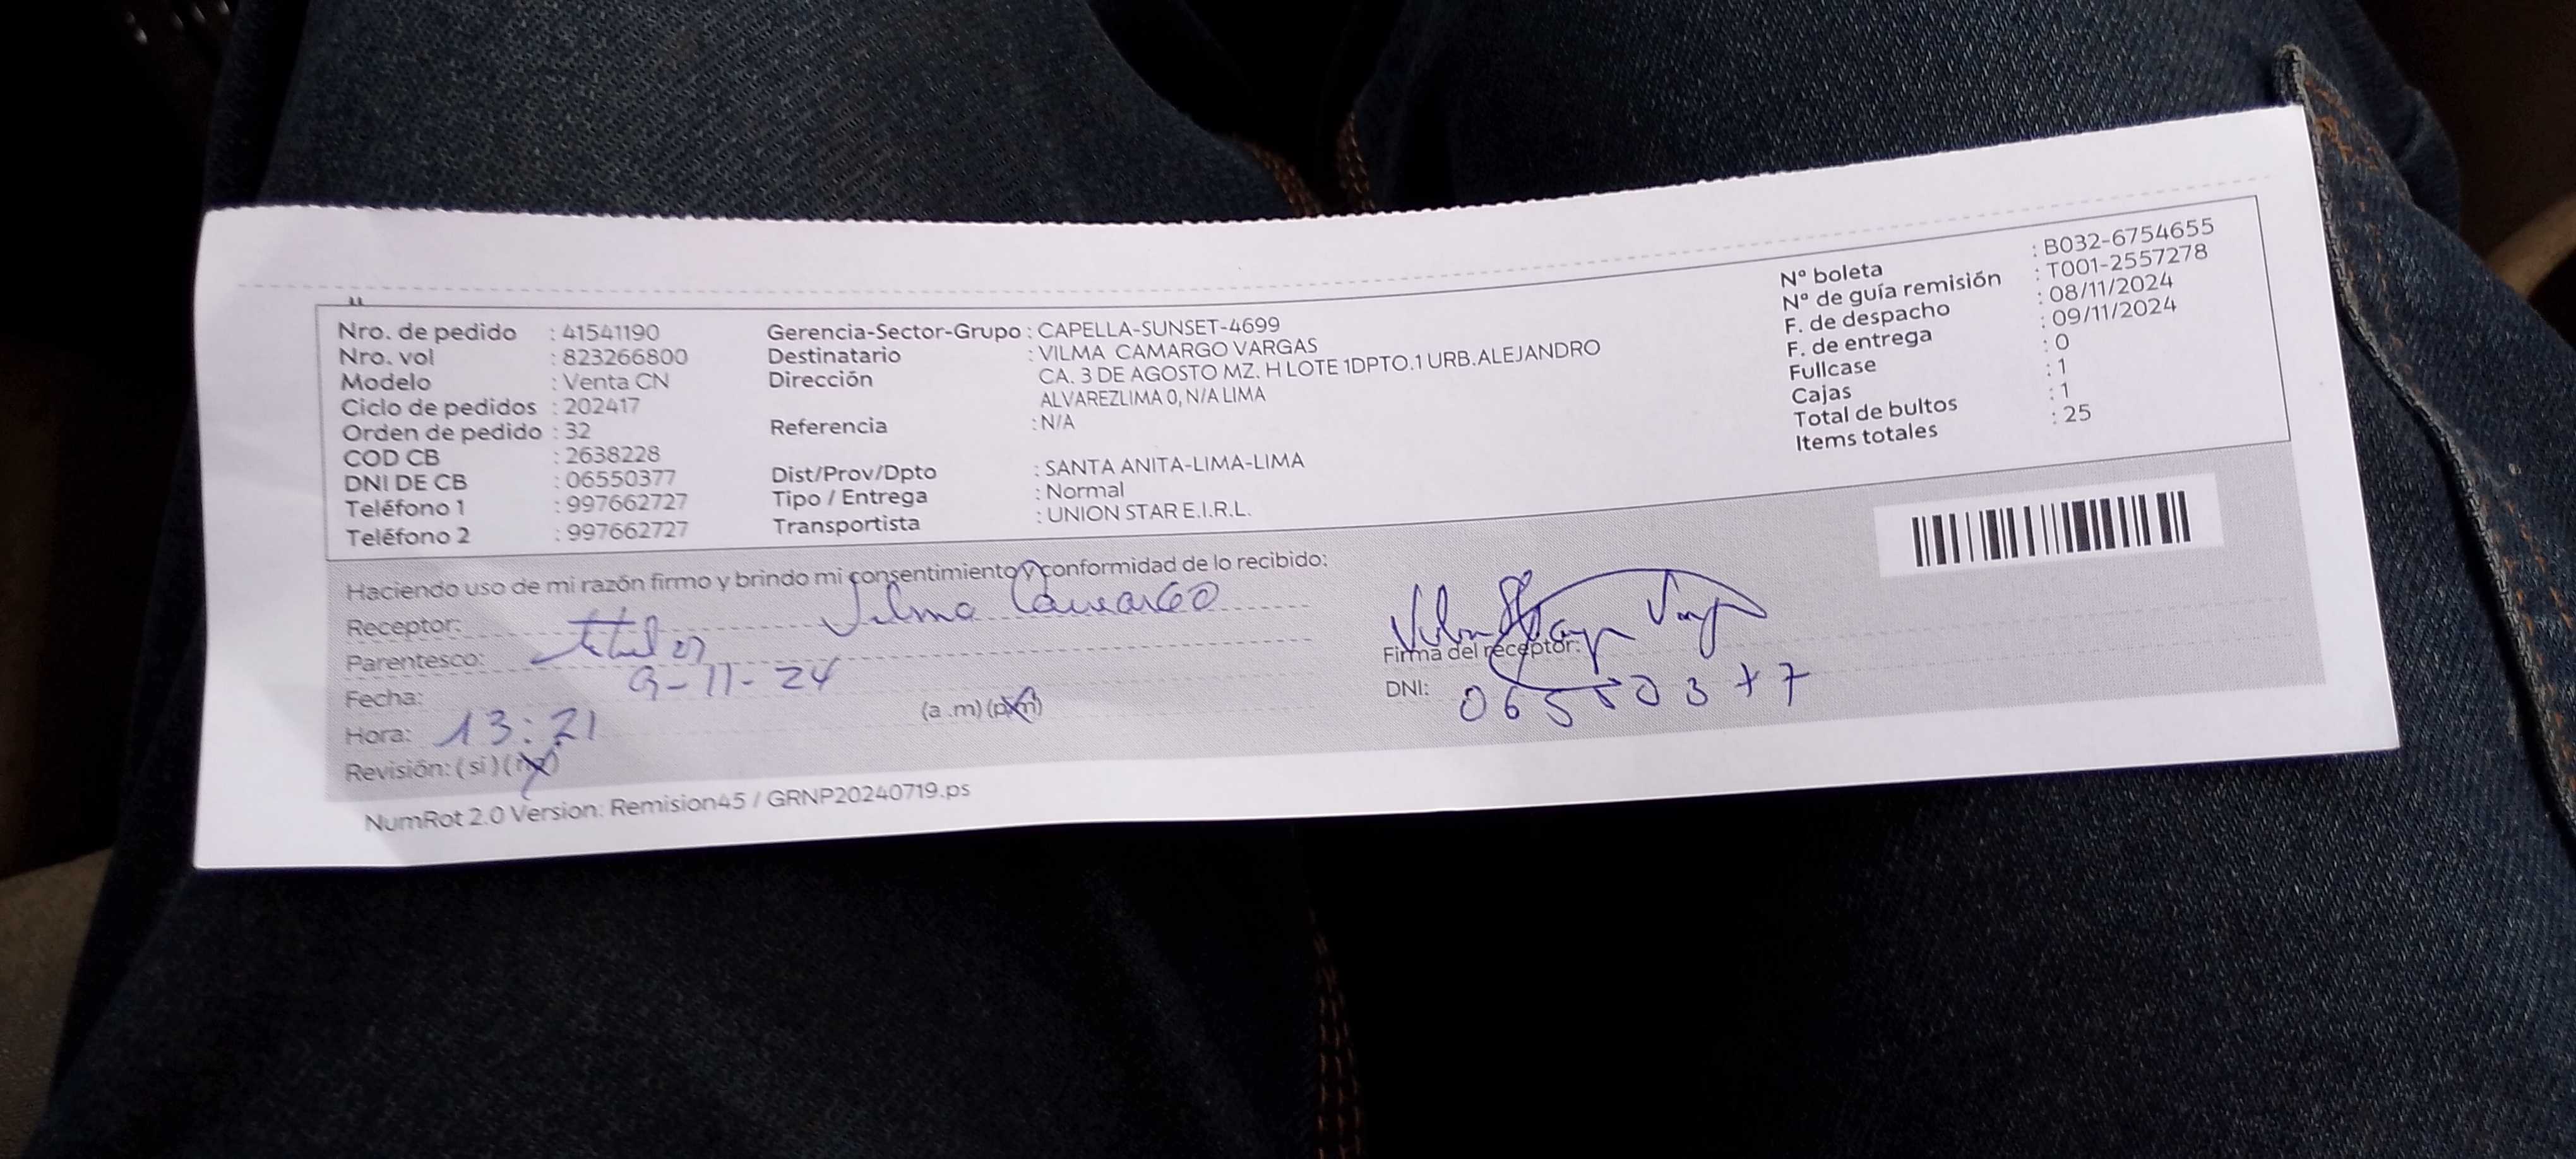 Nro. de pedido : 41541190
Nro. vol : 823266800
Modelo : Venta CN
Ciclo de pedidos : 202417
Orden de pedido : 32
COD CB : 2638228
DNI DE CB : 06550377
Teléfono 1 : 997662727
Teléfono 2 : 997662727
Gerencia-Sector-Grupo : CAPELLA-SUNSET-4699
Destinatario : VILMA CAMARGO VARGAS
Dirección CA. 3 DE AGOSTO MZ. H LOTE 1DPTO.1 URB.ALEJANDRO
ALVAREZLIMA 0, N/A LIMA
Referencia : N/A
Dist/Prov/Dpto : SANTA ANITA-LIMA-LIMA
Tipo / Entrega : Normal
Transportista : UNION STAR E.I.R.L.
Nº boleta : B032-6754655
Nº de guía remisión : T001-2557278
F. de despacho : 08/11/2024
F. de entrega : 09/11/2024
Fullcase : 0
Cajas : 1
Total de bultos : 1
Items totales : 25
Haciendo uso de mi razón firmo y brindo mi consentimiento y conformidad de lo recibido:
Receptor: Vilma Camargo
Parentesco: titular
Fecha: 9-11-24
Hora: 13:21 (a .m) (p.m)
Revisión: ( si ) ( no )
Firma del receptor:
DNI: 06550377
NumRot 2.0 Version: Remision45 / GRNP20240719.ps